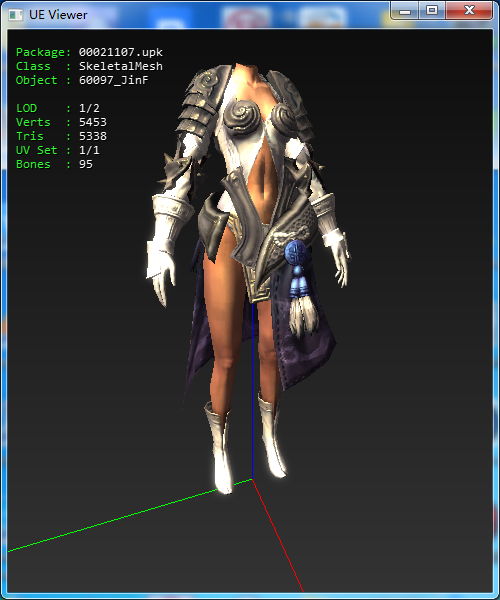 UE Viewer
Package: 00021107.upk
Class : SkeletalMesh
Object : 60097_JinF
LOD : 1/2
Verts : 5453
Tris : 5338
UV Set : 1/1
Bones : 95